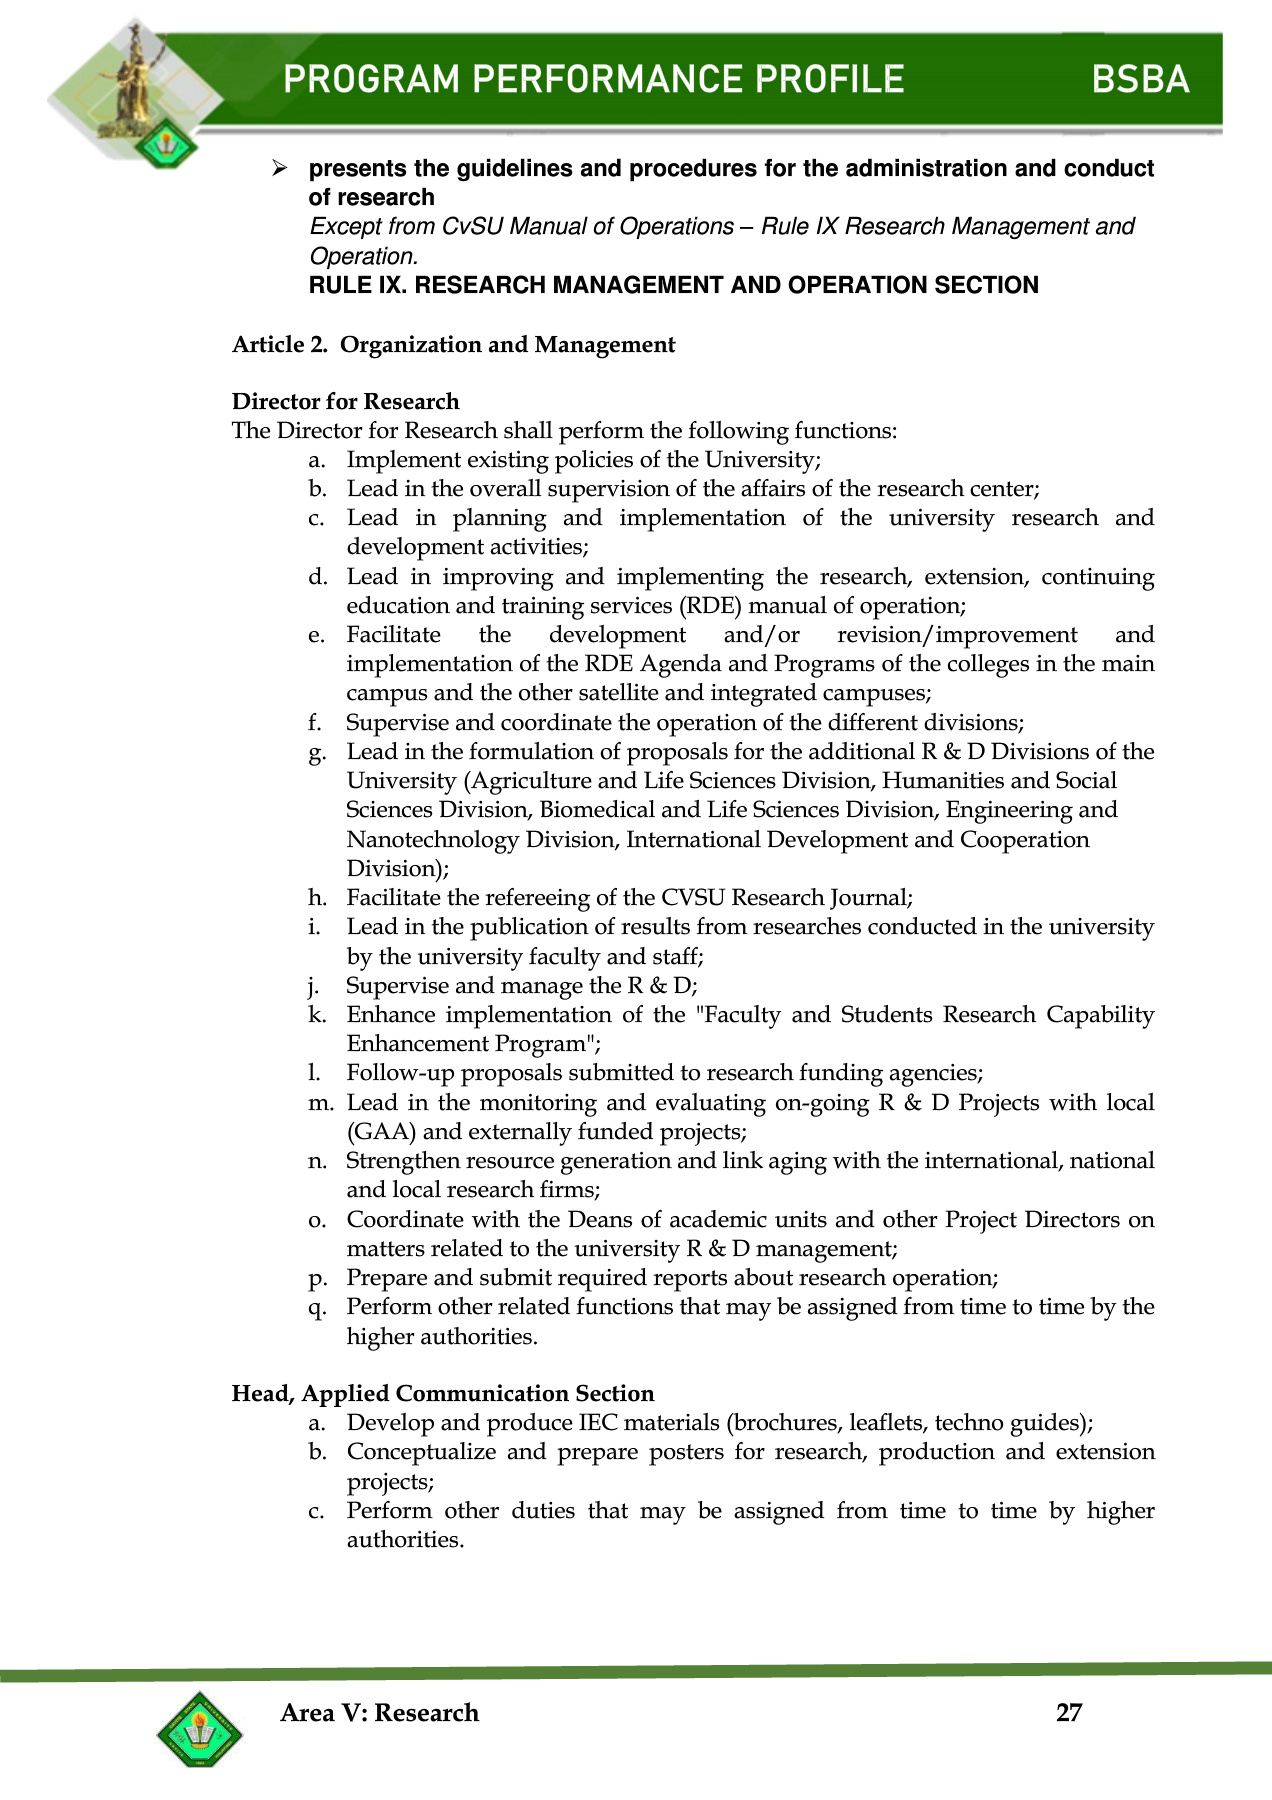 PROGRAM PERFORMANCE PROFILE BSBA
➢ presents the guidelines and procedures for the administration and conduct
of research
Except from CvSU Manual of Operations – Rule IX Research Management and
Operation.
RULE IX. RESEARCH MANAGEMENT AND OPERATION SECTION
Article 2. Organization and Management
Director for Research
The Director for Research shall perform the following functions:
a. Implement existing policies of the University;
b. Lead in the overall supervision of the affairs of the research center;
c. Lead in planning and implementation of the university research and
development activities;
d. Lead in improving and implementing the research, extension, continuing
education and training services (RDE) manual of operation;
e. Facilitate the development and/or revision/improvement and
implementation of the RDE Agenda and Programs of the colleges in the main
campus and the other satellite and integrated campuses;
f. Supervise and coordinate the operation of the different divisions;
g. Lead in the formulation of proposals for the additional R & D Divisions of the
University (Agriculture and Life Sciences Division, Humanities and Social
Sciences Division, Biomedical and Life Sciences Division, Engineering and
Nanotechnology Division, International Development and Cooperation
Division);
h. Facilitate the refereeing of the CVSU Research Journal;
i. Lead in the publication of results from researches conducted in the university
by the university faculty and staff;
j. Supervise and manage the R & D;
k. Enhance implementation of the "Faculty and Students Research Capability
Enhancement Program";
l. Follow-up proposals submitted to research funding agencies;
m. Lead in the monitoring and evaluating on-going R & D Projects with local
(GAA) and externally funded projects;
n. Strengthen resource generation and link aging with the international, national
and local research firms;
o. Coordinate with the Deans of academic units and other Project Directors on
matters related to the university R & D management;
p. Prepare and submit required reports about research operation;
q. Perform other related functions that may be assigned from time to time by the
higher authorities.
Head, Applied Communication Section
a. Develop and produce IEC materials (brochures, leaflets, techno guides);
b. Conceptualize and prepare posters for research, production and extension
projects;
c. Perform other duties that may be assigned from time to time by higher
authorities.
Area V: Research 27